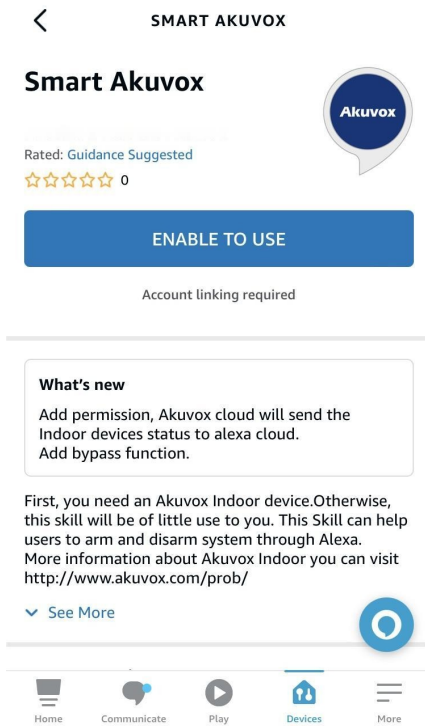 SMART AKUVOX
Smart Akuvox
Akuvox
Rated: Guidance Suggested
0
ENABLE TO USE
Account linking required
What's new
Add permission, Akuvox cloud will send the
Indoor devices status to alexa cloud.
Add bypass function.
First, you need an Akuvox Indoor device.Otherwise,
this skill will be of little use to you. This Skill can help
users to arm and disarm system through Alexa.
More information about Akuvox Indoor you can visit
http://www.akuvox.com/prob/
See More
Home
Communicate
Play
Devices
More